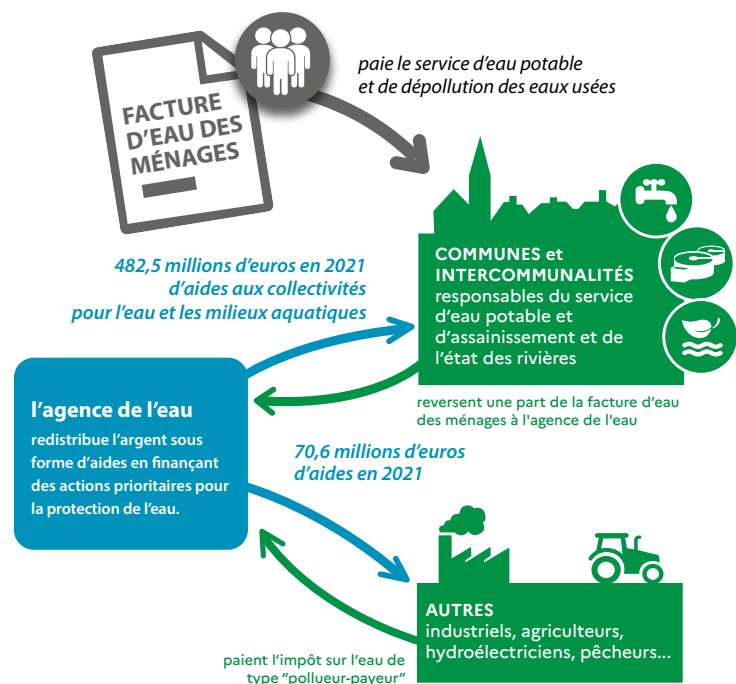 FACTURE
D'EAU DES
MÉNAGES
paie le service d'eau potable
et de dépollution des eaux usées
482,5 millions d'euros en 2021
d'aides aux collectivités
pour l'eau et les milieux aquatiques
COMMUNES et
INTERCOMMUNALITÉS
responsables du service
d'eau potable et
d'assainissement et de
l'état des rivières
reversent une part de la facture d'eau
des ménages à l'agence de l'eau
l'agence de l'eau
redistribue l'argent sous
forme d'aides en finançant
des actions prioritaires pour
la protection de l'eau.
70,6 millions d'euros
d'aides en 2021
AUTRES
industriels, agriculteurs,
hydroélectriciens, pêcheurs...
paient l'impôt sur l'eau de
type "pollueur-payeur"